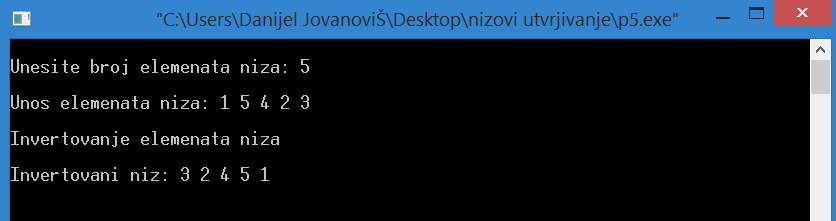 "C:\Users\Danijel JovanoviŠ\Desktop\nizovi utvrjivanje\p5.exe"
Unesite broj elemenata niza: 5
Unos elemenata niza: 1 5 4 2 3
Invertovanje elemenata niza
Invertovani niz: 3 2 4 5 1